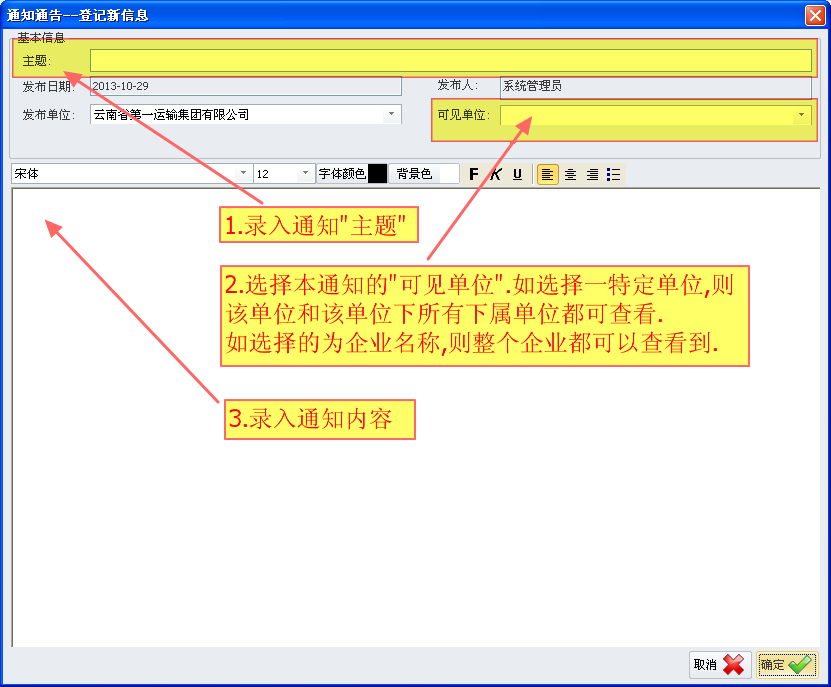 通知通告--登记新信息
基本信息
主题:
发布日期: 2013-10-29 发布人: 系统管理员
发布单位: 云南省第一运输集团有限公司 可见单位:
宋体 12 字体颜色 背景色 F K U
1.录入通知"主题"
2.选择本通知的"可见单位".如选择一特定单位,则
该单位和该单位下所有下属单位都可查看.
如选择的为企业名称,则整个企业都可以查看到.
3.录入通知内容
取消 确定